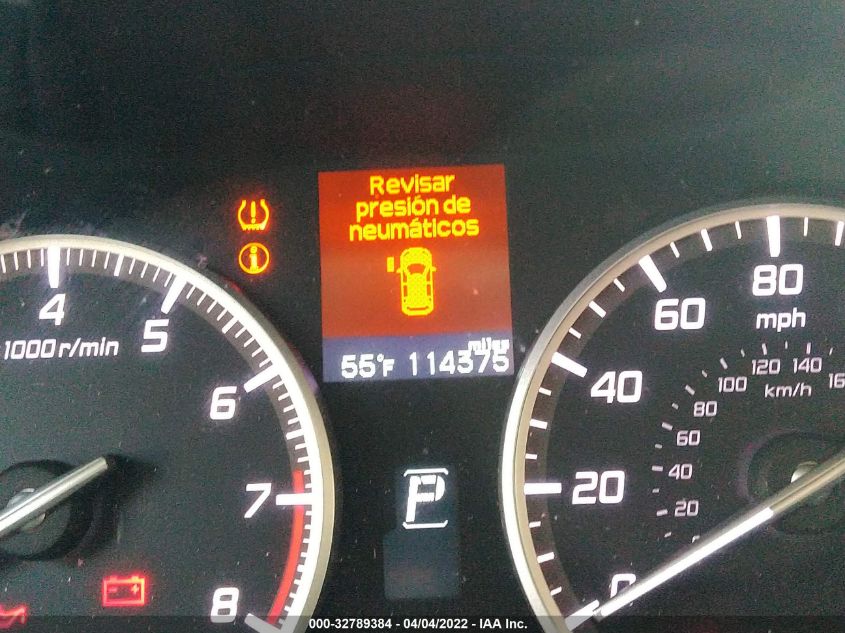 Revisar
presión de
neumáticos
miles
55°F 114375
4
5
6
7
8
1000r/min
P
80
60
40
20
0
mph
120 140
100
80
60
40
20
km/h
000-32789384 - 04/04/2022 - IAA Inc.